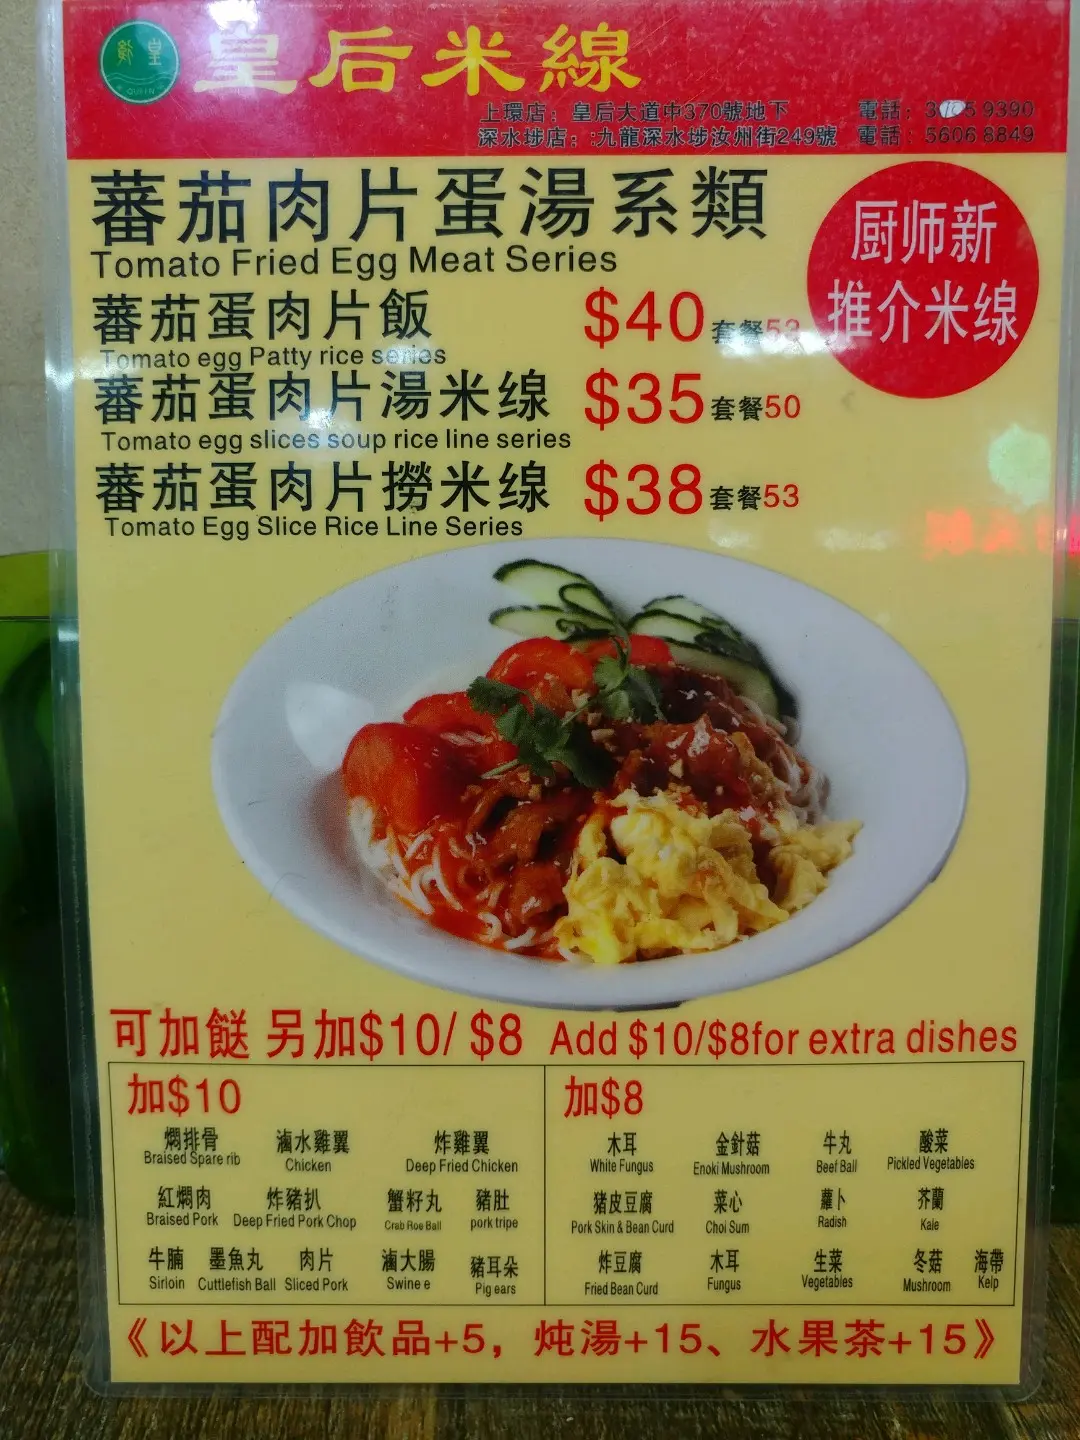 皇后米線
QUEEN
上環店：皇后大道中370號地下 電話：9390
深水埗店：:九龍深水埗汝州街249號 電話：5606 8849
蕃茄肉片蛋湯系類
Tomato Fried Egg Meat Series
厨师新
推介米线
蕃茄蛋肉片飯 $40 套餐53
Tomato egg Patty rice series
蕃茄蛋肉片湯米线 $35 套餐50
Tomato egg slices soup rice line series
蕃茄蛋肉片撈米线 $38 套餐53
Tomato Egg Slice Rice Line Series
可加餸 另加$10/ $8 Add $10/$8for extra dishes
加$10
燜排骨 滷水雞翼 炸雞翼
Braised Spare rib Chicken Deep Fried Chicken
紅燜肉 炸豬扒 蟹籽丸 豬肚
Braised Pork Deep Fried Pork Chop Crab Roe Ball pork tripe
牛腩 墨魚丸 肉片 滷大腸 豬耳朵
Sirloin Cuttlefish Ball Sliced Pork Swine e Pig ears
加$8
木耳 金針菇 牛丸 酸菜
White Fungus Enoki Mushroom Beef Ball Pickled Vegetables
豬皮豆腐 菜心 蘿卜 芥蘭
Pork Skin & Bean Curd Choi Sum Radish Kale
炸豆腐 木耳 生菜 冬菇 海帶
Fried Bean Curd Fungus Vegetables Mushroom Kelp
《以上配加飲品+5，炖湯+15、水果茶+15》